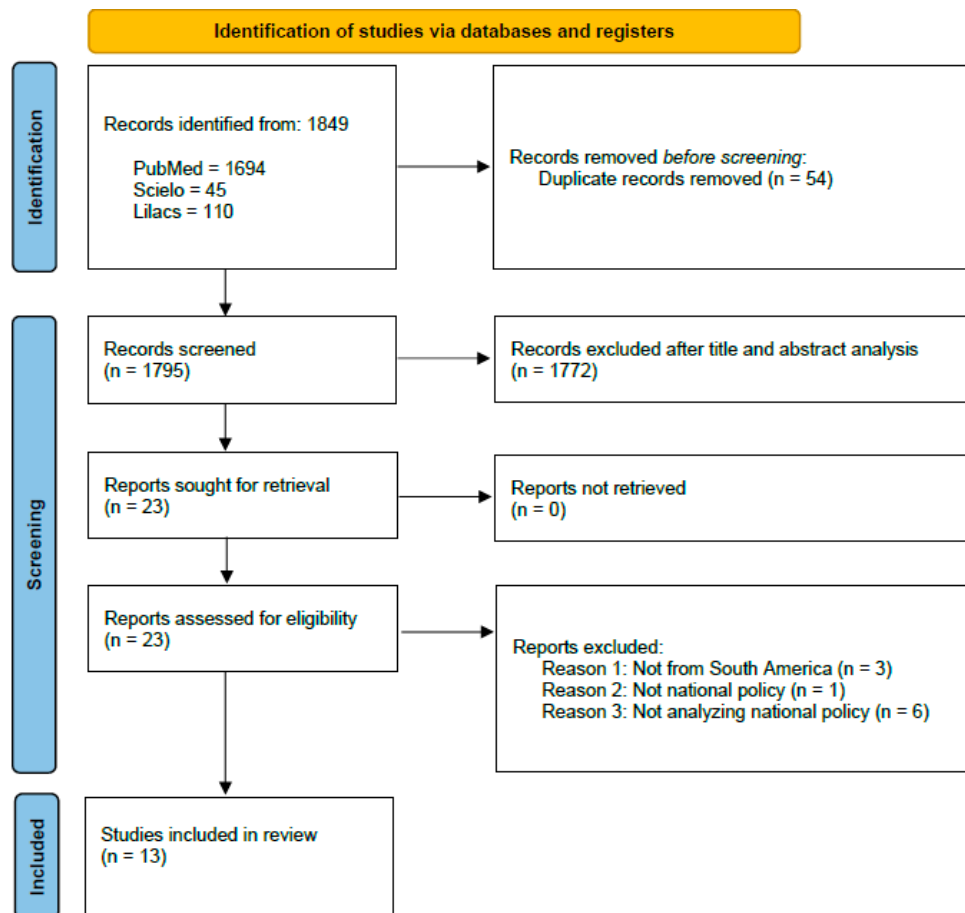 Identification of studies via databases and registers
Identification
Records identified from: 1849
PubMed = 1694
Scielo = 45
Lilacs = 110
Records removed before screening:
Duplicate records removed (n = 54)
Screening
Records screened
(n = 1795)
Records excluded after title and abstract analysis
(n = 1772)
Reports sought for retrieval
(n = 23)
Reports not retrieved
(n = 0)
Reports assessed for eligibility
(n = 23)
Reports excluded:
Reason 1: Not from South America (n = 3)
Reason 2: Not national policy (n = 1)
Reason 3: Not analyzing national policy (n = 6)
Included
Studies included in review
(n = 13)